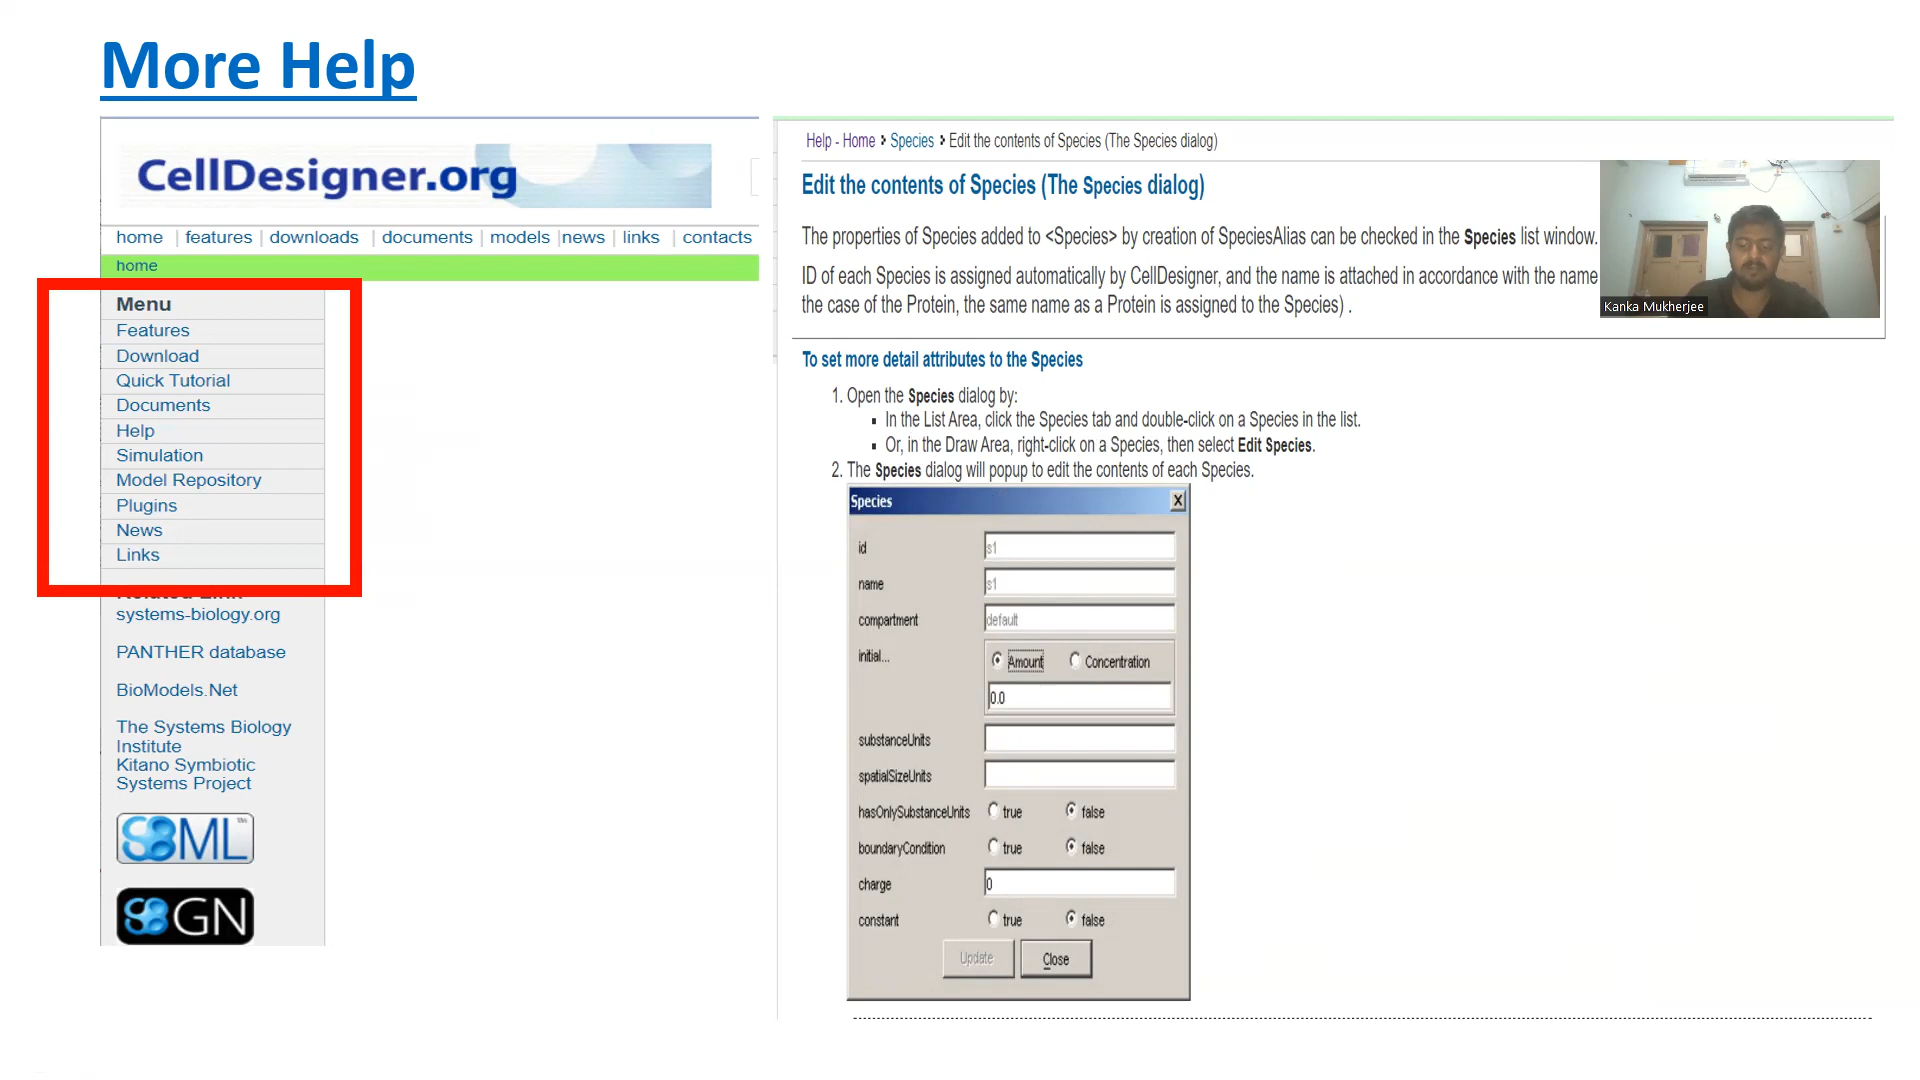 More Help
CellDesigner.org
home | features | downloads | documents | models | news | links | contacts
home
Menu
Features
Download
Quick Tutorial
Documents
Help
Simulation
Model Repository
Plugins
News
Links
Related Link
systems-biology.org
PANTHER database
BioModels.Net
The Systems Biology
Institute
Kitano Symbiotic
Systems Project
SBML™
SBGN
Help - Home › Species › Edit the contents of Species (The Species dialog)
Edit the contents of Species (The Species dialog)
The properties of Species added to <Species> by creation of SpeciesAlias can be checked in the Species list window.
ID of each Species is assigned automatically by CellDesigner, and the name is attached in accordance with the name
the case of the Protein, the same name as a Protein is assigned to the Species) .
Kanka Mukherjee
To set more detail attributes to the Species
1. Open the Species dialog by:
▪ In the List Area, click the Species tab and double-click on a Species in the list.
▪ Or, in the Draw Area, right-click on a Species, then select Edit Species.
2. The Species dialog will popup to edit the contents of each Species.
Species X
id s1
name s1
compartment default
initial... Amount Concentration
0.0
substanceUnits
spatialSizeUnits
hasOnlySubstanceUnits true false
boundaryCondition true false
charge 0
constant true false
Update Close